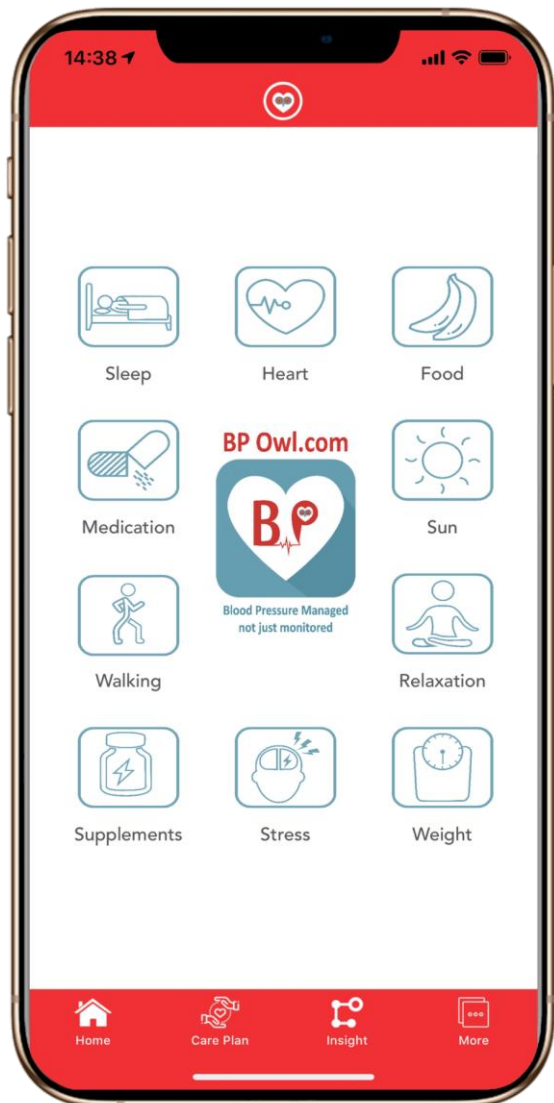 14:38
Sleep
Heart
Food
BP Owl.com
Medication
BP
Sun
Blood Pressure Managed
not just monitored
Walking
Relaxation
Supplements
Stress
Weight
Home
Care Plan
Insight
More